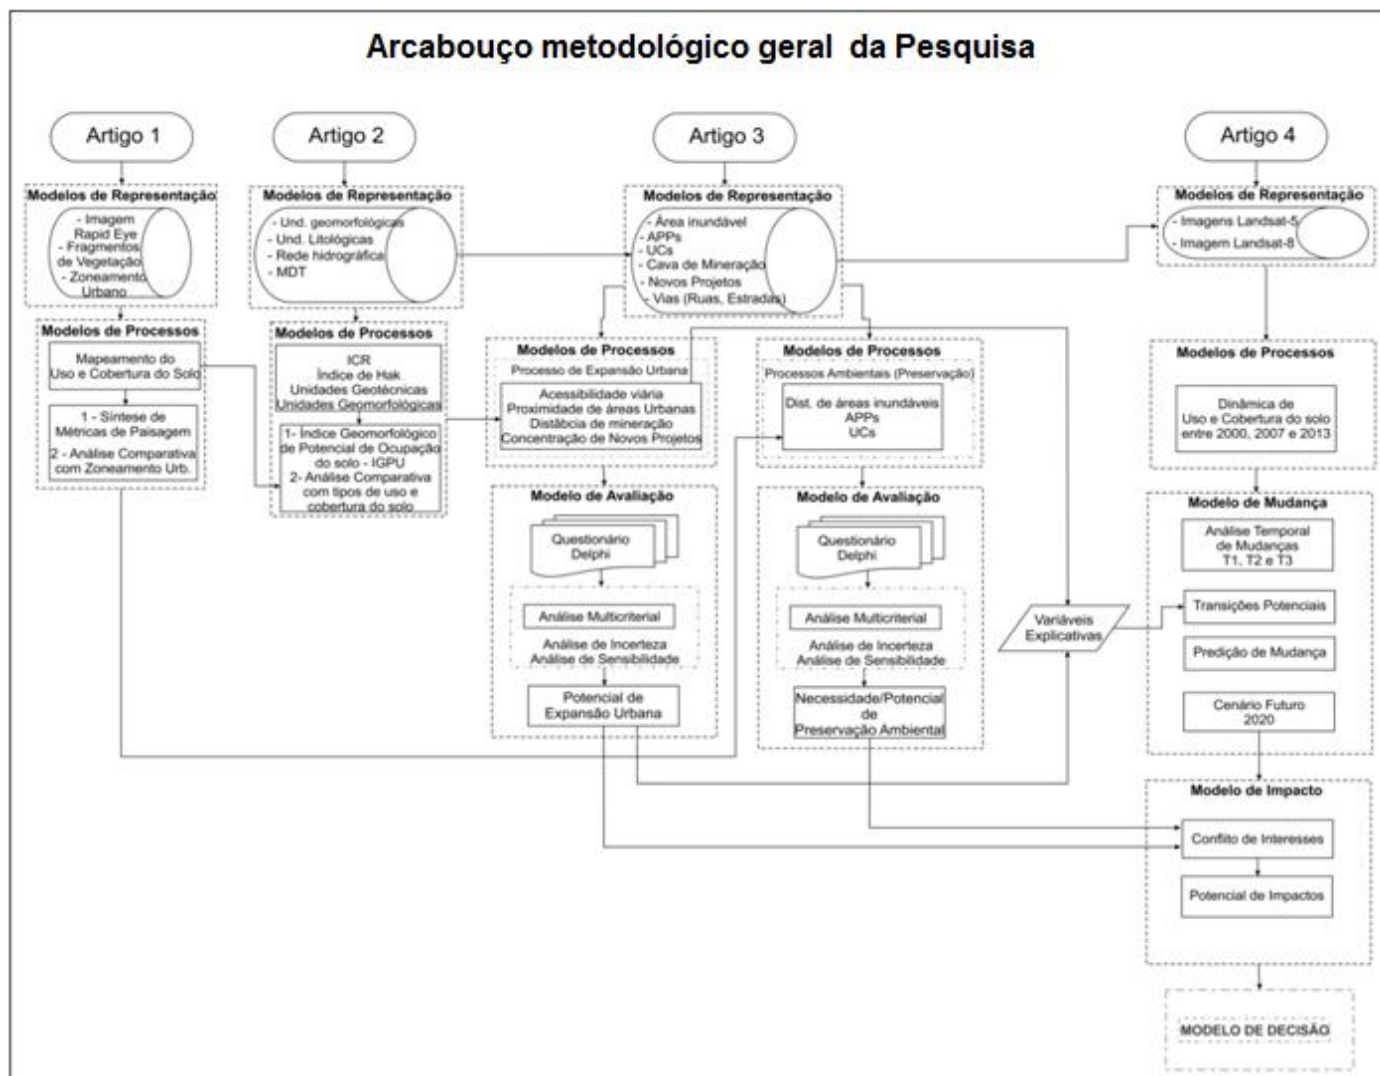 Arcabouço metodológico geral da Pesquisa
Artigo 1
Modelos de Representação
- Imagem
Rapid Eye
- Fragmentos
de Vegetação
- Zoneamento
Urbano
Modelos de Processos
Mapeamento do
Uso e Cobertura do Solo
1 - Síntese de
Métricas de Paisagem
2 - Análise Comparativa
com Zoneamento Urb.
Artigo 2
Modelos de Representação
- Und. geomorfológicas
- Und. Litológicas
- Rede hidrográfica
- MDT
Modelos de Processos
ICR
Índice de Hak
Unidades Geotécnicas
Unidades Geomorfológicas
1- Índice Geomorfológico
de Potencial de Ocupação
do solo - IGPU
2- Análise Comparativa
com tipos de uso e
cobertura do solo
Artigo 3
Modelos de Representação
- Área inundável
- APPs
- UCs
- Cava de Mineração
- Novos Projetos
- Vias (Ruas, Estradas)
Modelos de Processos
Processo de Expansão Urbana
Acessibilidade viária
Proximidade de áreas Urbanas
Distâbcia de mineração
Concentração de Novos Projetos
Modelo de Avaliação
Questionário
Delphi
Análise Multicriterial
Análise de Incerteza
Análise de Sensibilidade
Potencial de
Expansão Urbana
Modelos de Processos
Processos Ambientais (Preservação)
Dist. de áreas inundáveis
APPs
UCs
Modelo de Avaliação
Questionário
Delphi
Análise Multicriterial
Análise de Incerteza
Análise de Sensibilidade
Necessidade/Potencial
de
Preservação Ambiental
Variáveis
Explicativas
Artigo 4
Modelos de Representação
- Imagens Landsat-5
- Imagem Landsat-8
Modelos de Processos
Dinâmica de
Uso e Cobertura do solo
entre 2000, 2007 e 2013
Modelo de Mudança
Análise Temporal
de Mudanças
T1, T2 e T3
Transições Potenciais
Predição de Mudança
Cenário Futuro
2020
Modelo de Impacto
Conflito de Interesses
Potencial de Impactos
MODELO DE DECISÃO